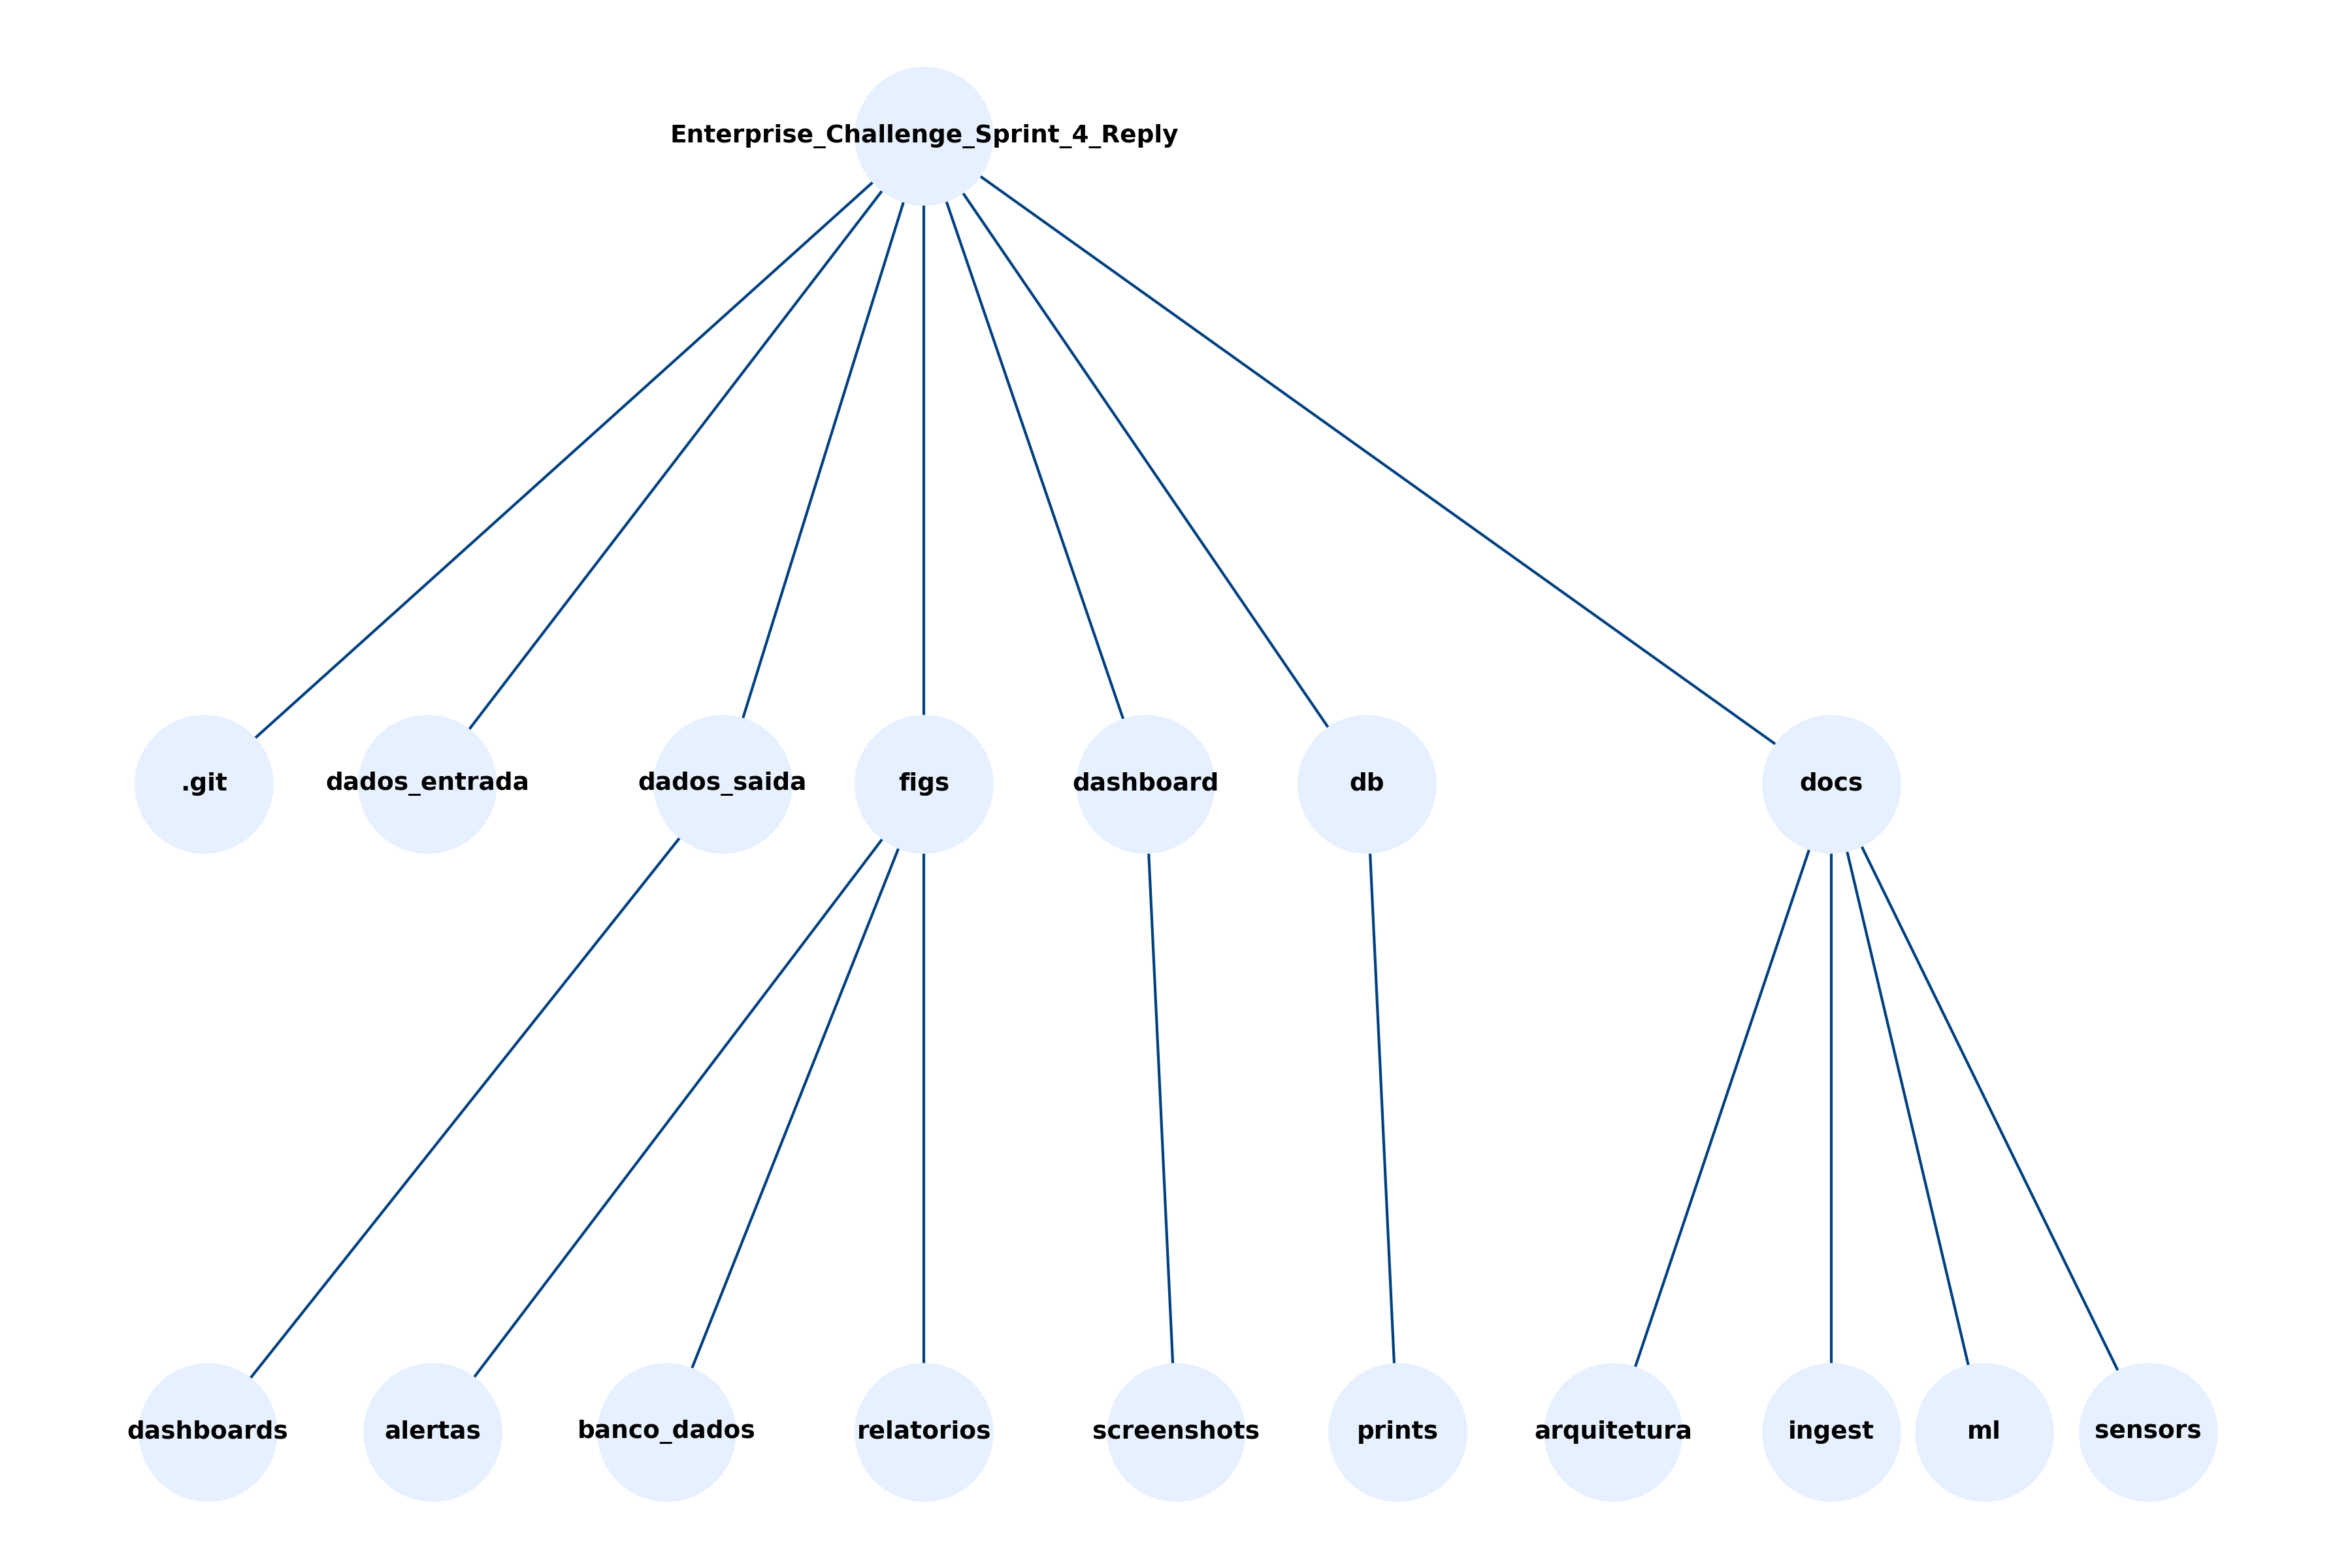 Enterprise_Challenge_Sprint_4_Reply
.git
dados_entrada
dados_saida
figs
dashboard
db
docs
dashboards
alertas
banco_dados
relatorios
screenshots
prints
arquitetura
ingest
ml
sensors